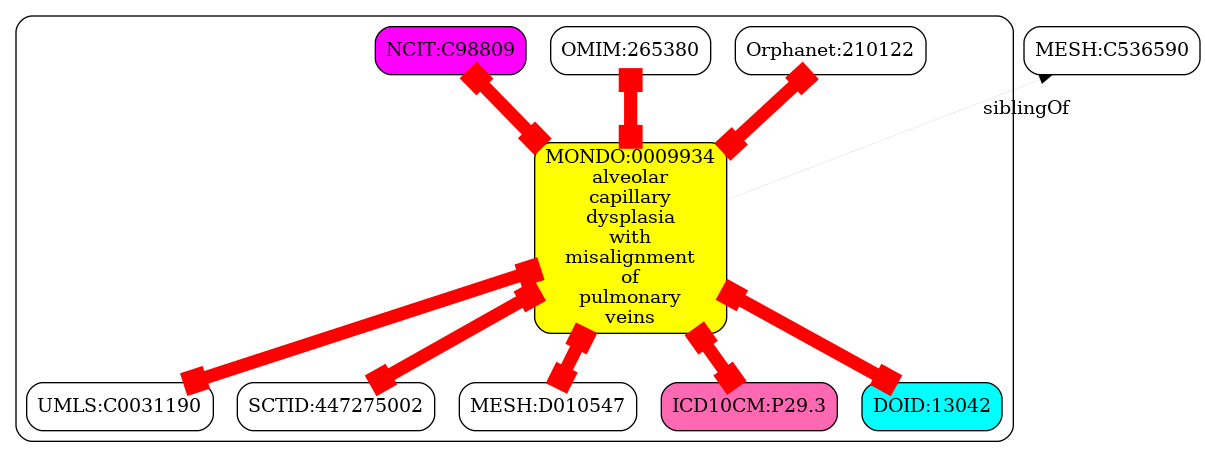 NCIT:C98809
OMIM:265380
Orphanet:210122
MESH:C536590
siblingOf
MONDO:0009934
alveolar
capillary
dysplasia
with
misalignment
of
pulmonary
veins
UMLS:C0031190
SCTID:447275002
MESH:D010547
ICD10CM:P29.3
DOID:13042